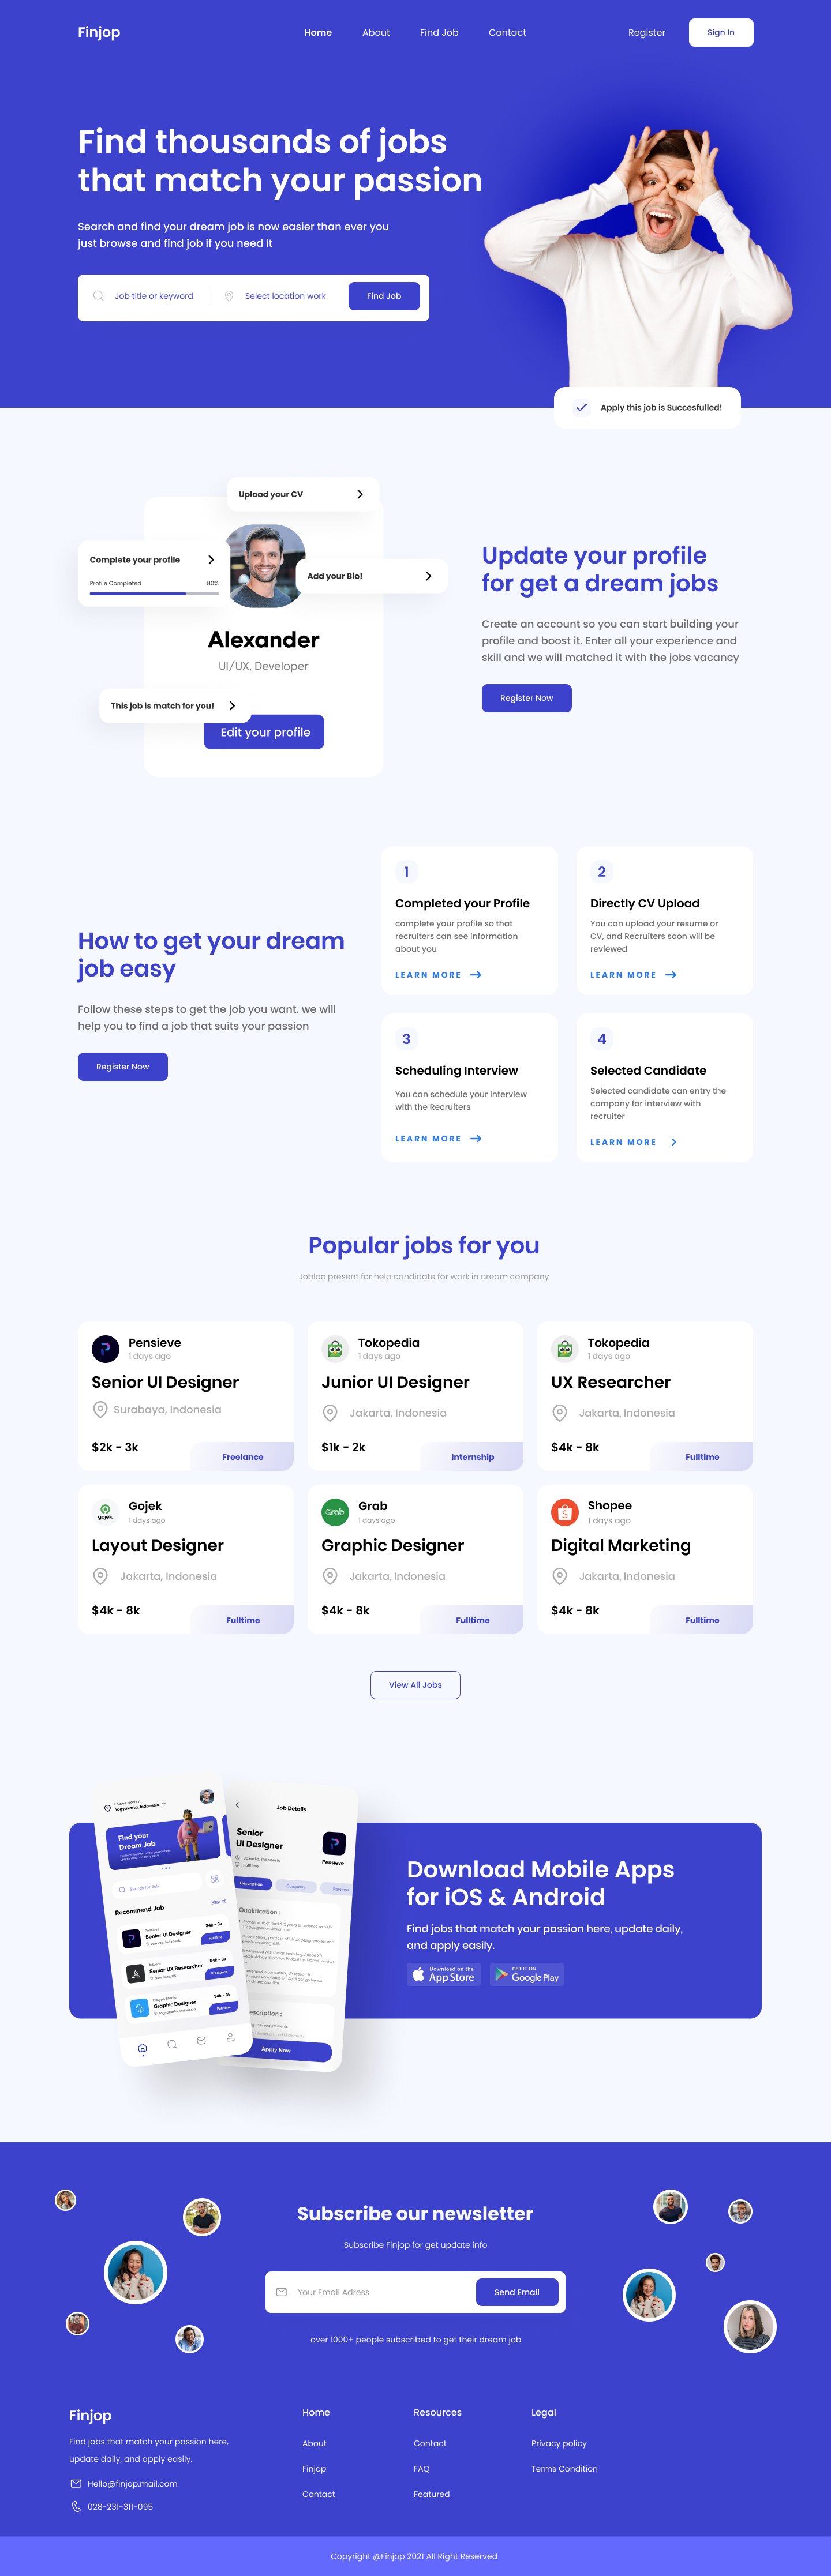 Finjop
Home
About
Find Job
Contact
Register
Sign In
Find thousands of jobs
that match your passion
Search and find your dream job is now easier than ever you
just browse and find job if you need it
Job title or keyword
Select location work
Find Job
Apply this job is Succesfulled!
Upload your CV
Complete your profile
Profile Completed 80%
Add your Bio!
Alexander
UI/UX, Developer
This job is match for you!
Edit your profile
Update your profile
for get a dream jobs
Create an account so you can start building your
profile and boost it. Enter all your experience and
skill and we will matched it with the jobs vacancy
Register Now
How to get your dream
job easy
Follow these steps to get the job you want. we will
help you to find a job that suits your passion
Register Now
1
Completed your Profile
complete your profile so that
recruiters can see information
about you
LEARN MORE
2
Directly CV Upload
You can upload your resume or
CV, and Recruiters soon will be
reviewed
LEARN MORE
3
Scheduling Interview
You can schedule your interview
with the Recruiters
LEARN MORE
4
Selected Candidate
Selected candidate can entry the
company for interview with
recruiter
LEARN MORE
Popular jobs for you
Jobloo present for help candidate for work in dream company
Pensieve
1 days ago
Senior UI Designer
Surabaya, Indonesia
$2k - 3k
Freelance
Tokopedia
1 days ago
Junior UI Designer
Jakarta, Indonesia
$1k - 2k
Internship
Tokopedia
1 days ago
UX Researcher
Jakarta, Indonesia
$4k - 8k
Fulltime
gojek
Gojek
1 days ago
Layout Designer
Jakarta, Indonesia
$4k - 8k
Fulltime
Grab
Grab
1 days ago
Graphic Designer
Jakarta, Indonesia
$4k - 8k
Fulltime
Shopee
1 days ago
Digital Marketing
Jakarta, Indonesia
$4k - 8k
Fulltime
View All Jobs
Choose location
Yogyakarta, Indonesia
Find your
Dream Job
Search for Job
View all
Recommend Job
Pensieve
Senior UI Designer
Jakarta, Indonesia
$4k - 8k
Full time
Senior UX Researcher
New York, US
$4k - 8k
Freelance
Graphic Designer
Yogyakarta, Indonesia
$4k - 8k
Full time
Job Details
Senior
UI Designer
Jakarta, Indonesia
Fulltime
Pensieve
Description
Company
Reviews
Qualification :
Apply Now
Download Mobile Apps
for iOS & Android
Find jobs that match your passion here, update daily,
and apply easily.
Download on the
App Store
GET IT ON
Google Play
Subscribe our newsletter
Subscribe Finjop for get update info
Your Email Adress
Send Email
over 1000+ people subscribed to get their dream job
Finjop
Find jobs that match your passion here,
update daily, and apply easily.
Hello@finjop.mail.com
028-231-311-095
Home
About
Finjop
Contact
Resources
Contact
FAQ
Featured
Legal
Privacy policy
Terms Condition
Copyright @Finjop 2021 All Right Reserved